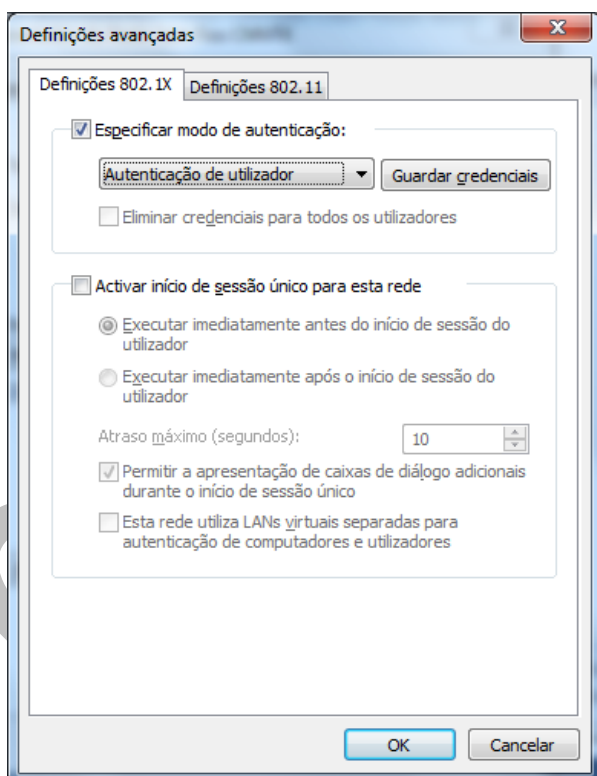 Definições avançadas
Definições 802.1X
Definições 802.11
Especificar modo de autenticação:
Autenticação de utilizador
Guardar credenciais
Eliminar credenciais para todos os utilizadores
Activar início de sessão único para esta rede
Executar imediatamente antes do início de sessão do
utilizador
Executar imediatamente após o início de sessão do
utilizador
Atraso máximo (segundos):
10
Permitir a apresentação de caixas de diálogo adicionais
durante o início de sessão único
Esta rede utiliza LANs virtuais separadas para
autenticação de computadores e utilizadores
OK
Cancelar